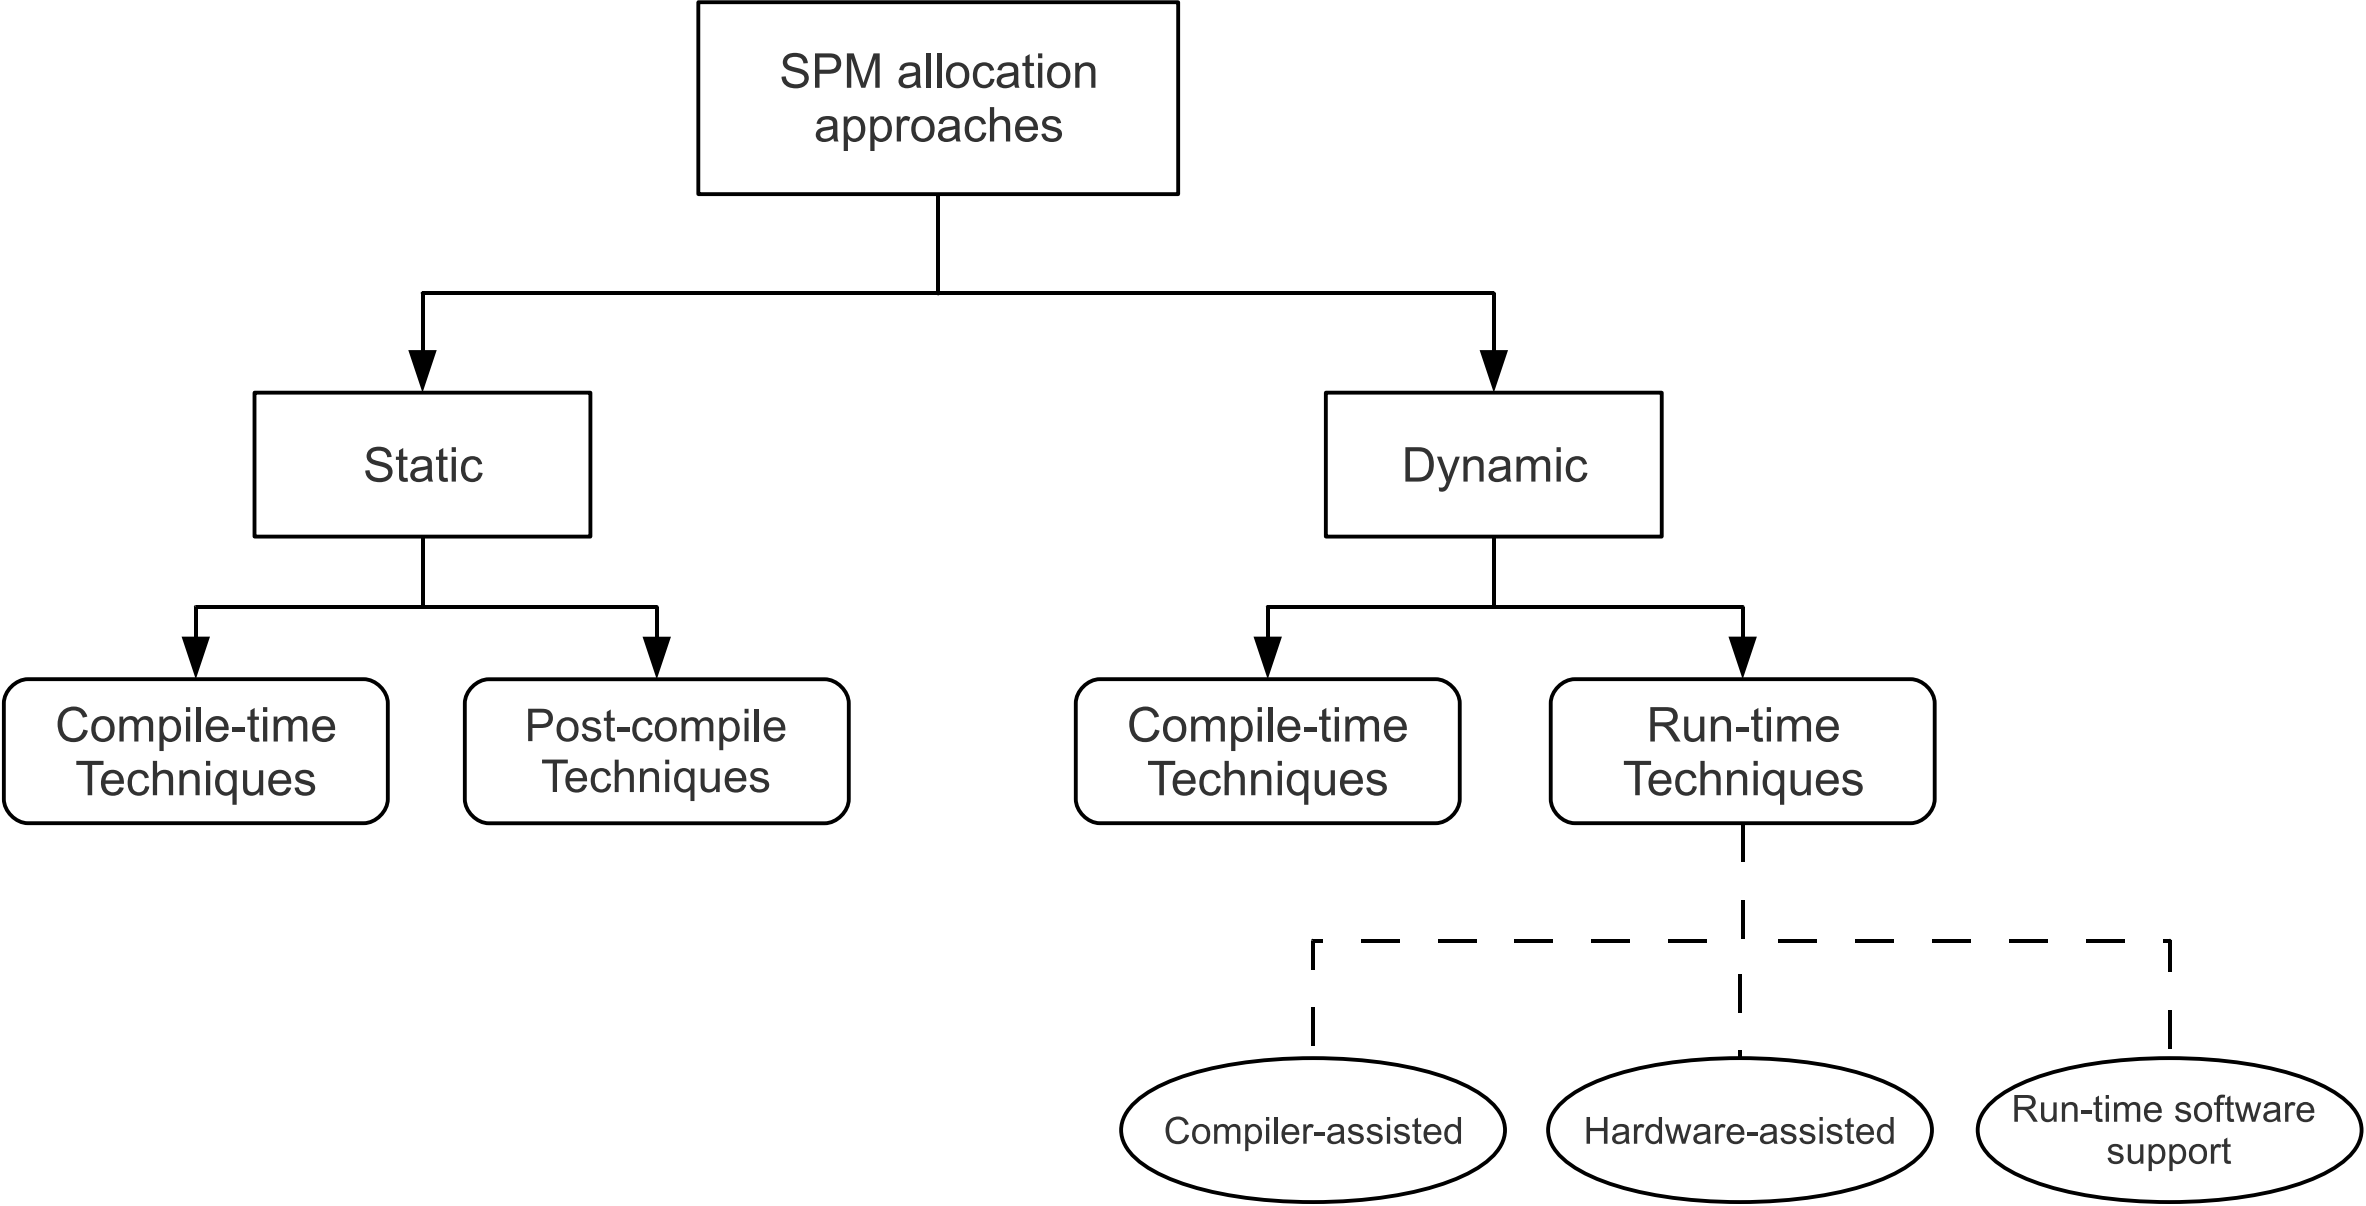 SPM allocation
approaches
Static
Dynamic
Compile-time
Techniques
Post-compile
Techniques
Compile-time
Techniques
Run-time
Techniques
Compiler-assisted
Hardware-assisted
Run-time software
support